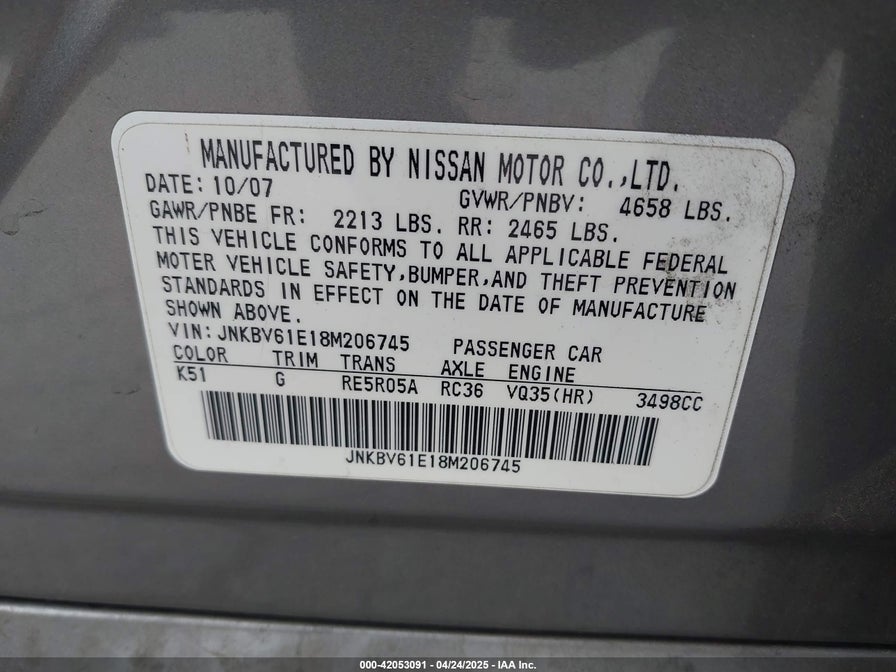 MANUFACTURED BY NISSAN MOTOR CO.,LTD.
DATE: 10/07 GVWR/PNBV: 4658 LBS.
GAWR/PNBE FR: 2213 LBS. RR: 2465 LBS.
THIS VEHICLE CONFORMS TO ALL APPLICABLE FEDERAL
MOTER VEHICLE SAFETY,BUMPER,AND THEFT PREVENTION
STANDARDS IN EFFECT ON THE DATE OF MANUFACTURE
SHOWN ABOVE.
VIN: JNKBV61E18M206745 PASSENGER CAR
COLOR TRIM TRANS AXLE ENGINE
K51 G RE5R05A RC36 VQ35(HR) 3498CC
JNKBV61E18M206745
000-42053091 - 04/24/2025 - IAA Inc.